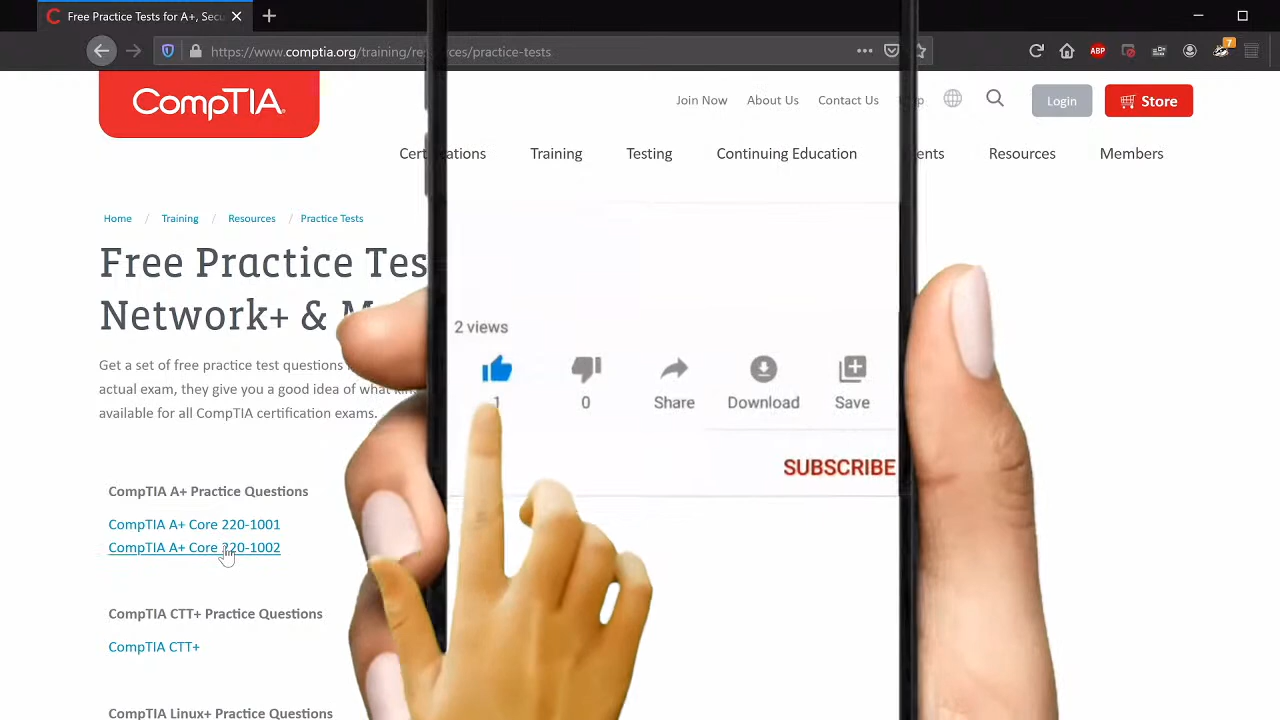 Free Practice Tests for A+, Secu
https://www.comptia.org/training/re ces/practice-tests
ABP
7
CompTIA.
Join Now About Us Contact Us
Login
Store
Cert ations Training Testing Continuing Education ents Resources Members
Home / Training / Resources / Practice Tests
Free Practice Tes
Network+ &
Get a set of free practice test questions
actual exam, they give you a good idea of what
available for all CompTIA certification exams.
2 views
1
0
Share
Download
Save
SUBSCRIBE
CompTIA A+ Practice Questions
CompTIA A+ Core 220-1001
CompTIA A+ Core 220-1002
CompTIA CTT+ Practice Questions
CompTIA CTT+
CompTIA Linux+ Practice Questions